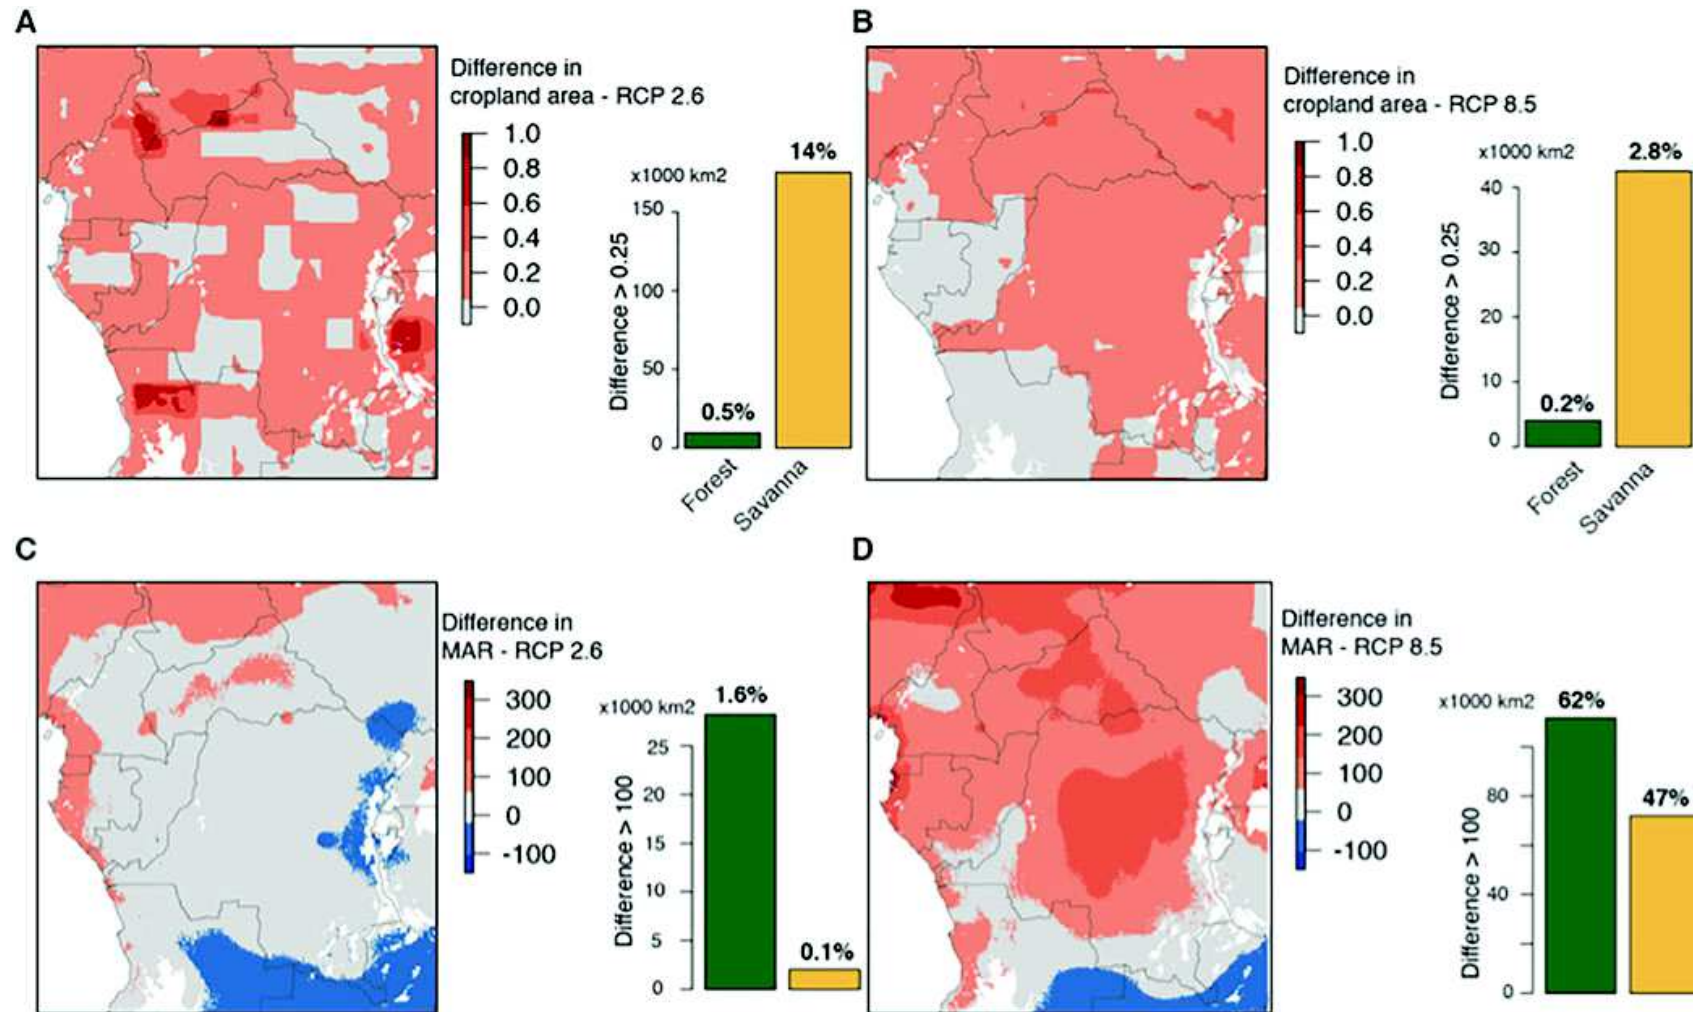 A
Difference in
cropland area - RCP 2.6
1.0
0.8
0.6
0.4
0.2
0.0
x1000 km2
14%
0.5%
Difference > 0.25
150
100
50
0
Forest
Savanna
B
Difference in
cropland area - RCP 8.5
1.0
0.8
0.6
0.4
0.2
0.0
x1000 km2
2.8%
0.2%
Difference > 0.25
40
30
20
10
0
Forest
Savanna
C
Difference in
MAR - RCP 2.6
300
200
100
0
-100
x1000 km2
1.6%
0.1%
Difference > 100
25
20
15
10
5
0
D
Difference in
MAR - RCP 8.5
300
200
100
0
-100
x1000 km2
62%
47%
Difference > 100
80
40
0